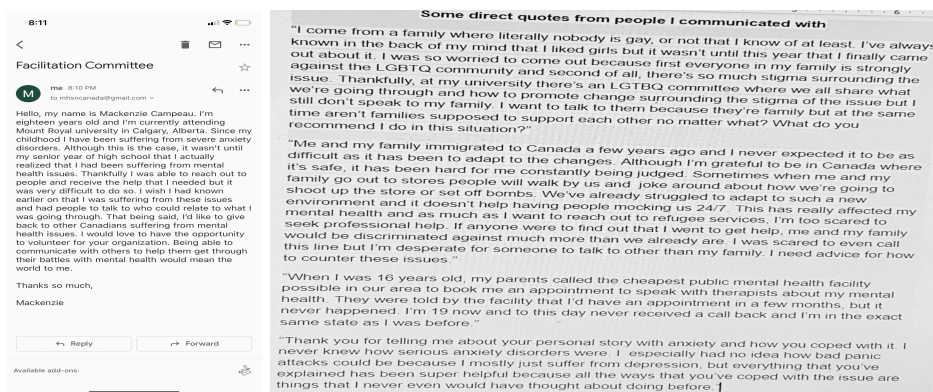 8:11
Facilitation Committee
M
me 8:10 PM
to mhsncanada@gmail.com
Hello, my name is Mackenzie Campeau. I'm
eighteen years old and I'm currently attending
Mount Royal university in Calgary, Alberta. Since my
childhood I have been suffering from severe anxiety
disorders. Although this is the case, it wasn't until
my senior year of high school that I actually
realized that I had been suffering from mental
health issues. Thankfully I was able to reach out to
people and receive the help that I needed but it
was very difficult to do so. I wish I had known
earlier on that I was suffering from these issues
and had people to talk to who could relate to what I
was going through. That being said, I'd like to give
back to other Canadians suffering from mental
health issues. I would love to have the opportunity
to volunteer for your organization. Being able to
communicate with others to help them get through
their battles with mental health would mean the
world to me.
Thanks so much,
Mackenzie
Reply
Forward
Available add-ons:
Some direct quotes from people I communicated with
"I come from a family where literally nobody is gay, or not that I know of at least. I've always
known in the back of my mind that I liked girls but it wasn't until this year that I finally came
out about it. I was so worried to come out because first everyone in my family is strongly
against the LGBTQ community and second of all, there's so much stigma surrounding the
issue. Thankfully, at my university there's an LGTBQ committee where we all share what
we're going through and how to promote change surrounding the stigma of the issue but I
still don't speak to my family. I want to talk to them because they're family but at the same
time aren't families supposed to support each other no matter what? What do you
recommend I do in this situation?"
"Me and my family immigrated to Canada a few years ago and I never expected it to be as
difficult as it has been to adapt to the changes. Although I'm grateful to be in Canada where
it's safe, it has been hard for me constantly being judged. Sometimes when me and my
family go out to stores people will walk by us and joke around about how we're going to
shoot up the store or set off bombs. We've already struggled to adapt to such a new
environment and it doesn't help having people mocking us 24/7. This has really affected my
mental health and as much as I want to reach out to refugee services, I'm too scared to
seek professional help. If anyone were to find out that I went to get help, me and my family
would be discriminated against much more than we already are. I was scared to even call
this line but I'm desperate for someone to talk to other than my family. I need advice for how
to counter these issues."
"When I was 16 years old, my parents called the cheapest public mental health facility
possible in our area to book me an appointment to speak with therapists about my mental
health. They were told by the facility that I'd have an appointment in a few months, but it
never happened. I'm 19 now and to this day never received a call back and I'm in the exact
same state as I was before."
"Thank you for telling me about your personal story with anxiety and how you coped with it. I
never knew how serious anxiety disorders were. I especially had no idea how bad panic
attacks could be because I mostly just suffer from depression, but everything that you've
explained has been super helpful because all the ways that you've coped with the issue are
things that I never even would have thought about doing before."